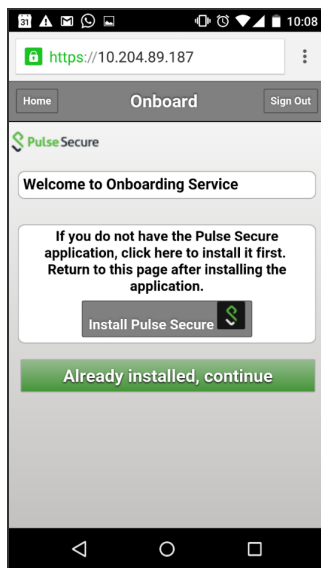 31
10:08
https://10.204.89.187
Home
Onboard
Sign Out
Pulse Secure
Welcome to Onboarding Service
If you do not have the Pulse Secure
application, click here to install it first.
Return to this page after installing the
application.
Install Pulse Secure
Already installed, continue